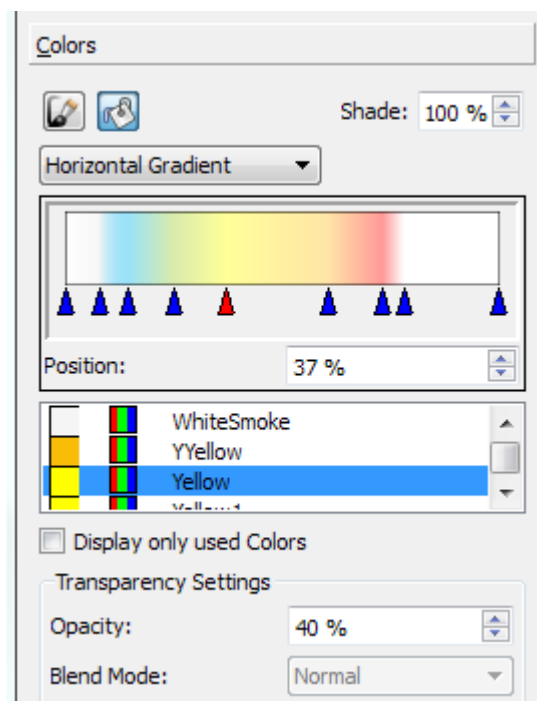 Colors
Shade: 100 %
Horizontal Gradient
Position: 37 %
WhiteSmoke
YYellow
Yellow
Yellow1
Display only used Colors
Transparency Settings
Opacity: 40 %
Blend Mode: Normal